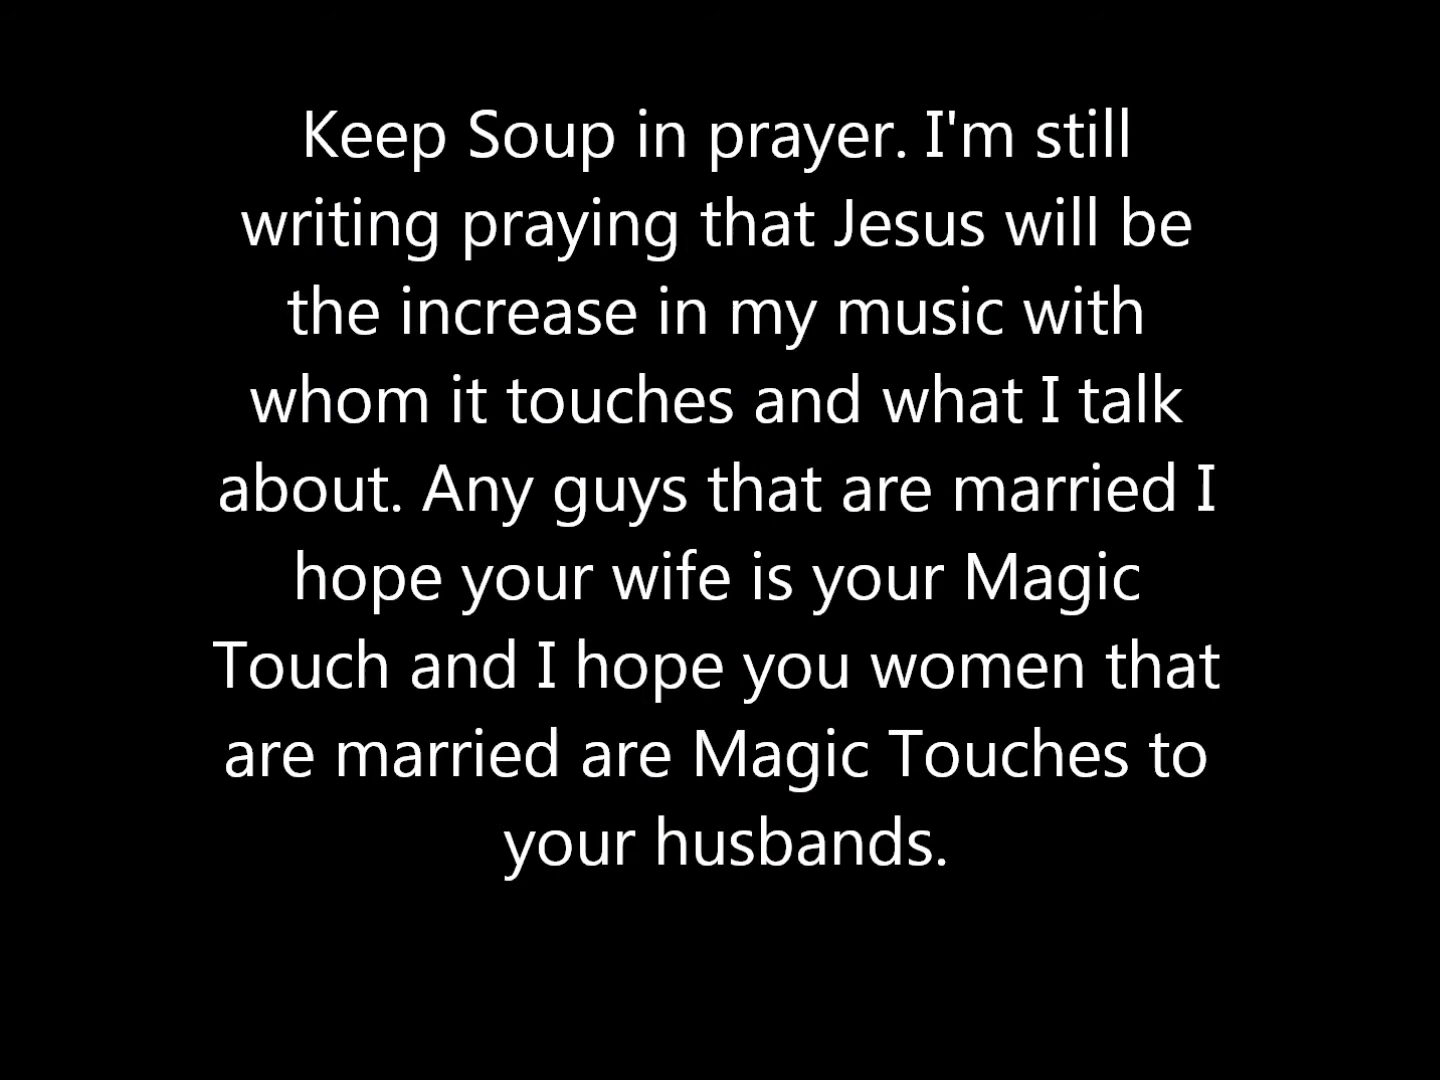 Keep Soup in prayer. I'm still
writing praying that Jesus will be
the increase in my music with
whom it touches and what I talk
about. Any guys that are married I
hope your wife is your Magic
Touch and I hope you women that
are married are Magic Touches to
your husbands.